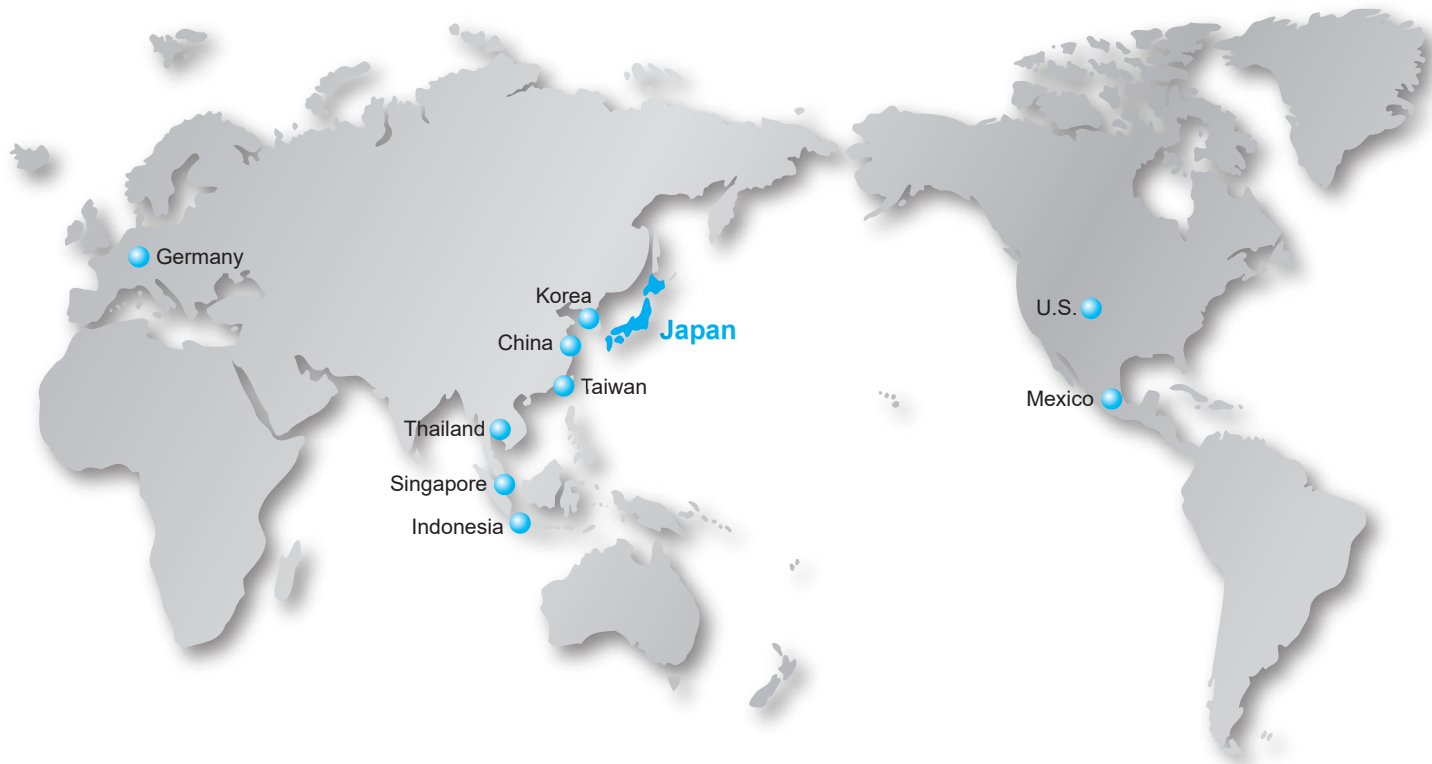 Germany
Korea
U.S.
Japan
China
Taiwan
Mexico
Thailand
Singapore
Indonesia